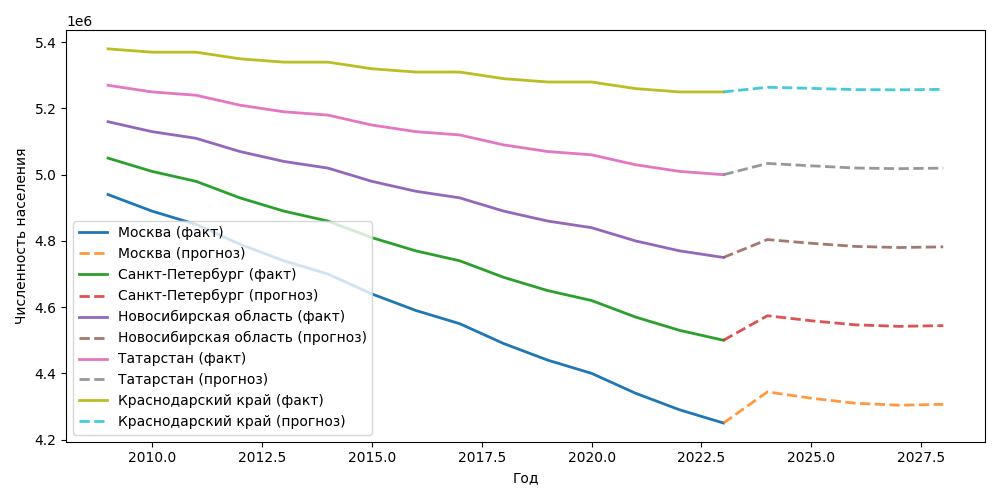 1e6
5.4
5.2
5.0
4.8
4.6
4.4
4.2
Численность населения
Москва (факт)
Москва (прогноз)
Санкт-Петербург (факт)
Санкт-Петербург (прогноз)
Новосибирская область (факт)
Новосибирская область (прогноз)
Татарстан (факт)
Татарстан (прогноз)
Краснодарский край (факт)
Краснодарский край (прогноз)
2010.0 2012.5 2015.0 2017.5 2020.0 2022.5 2025.0 2027.5
Год